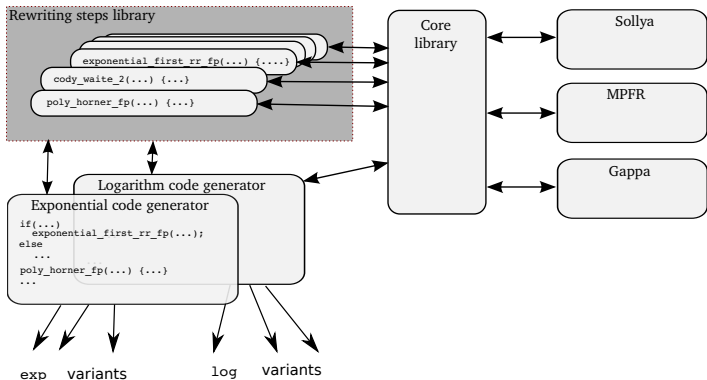 Rewriting steps library
exponential_first_rr_fp(...) {....}
cody_waite_2(...) {...}
poly_horner_fp(...) {...}
Core
library
Sollya
MPFR
Gappa
Logarithm code generator
...
Exponential code generator
if(...)
exponential_first_rr_fp(...);
else
...
poly_horner_fp(...) {...}
...
exp
variants
log
variants